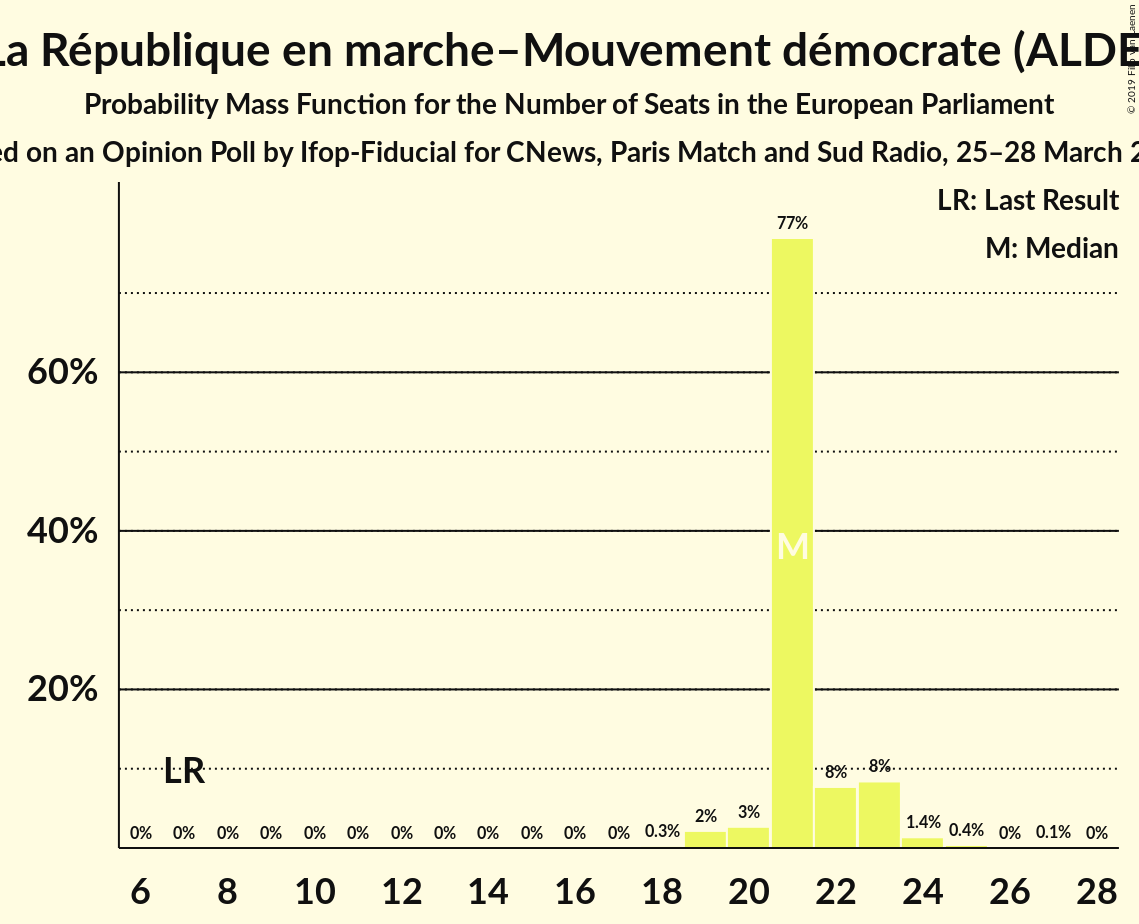 La République en marche–Mouvement démocrate (ALDE
Probability Mass Function for the Number of Seats in the European Parliament
ed on an Opinion Poll by Ifop-Fiducial for CNews, Paris Match and Sud Radio, 25–28 March 2
© 2019
LR: Last Result
M: Median
77%
60%
40%
M
20%
LR
0% 0% 0% 0% 0% 0% 0% 0% 0% 0% 0% 0% 0.3% 2% 3% 8% 8% 1.4% 0.4% 0% 0.1% 0%
6 8 10 12 14 16 18 20 22 24 26 28